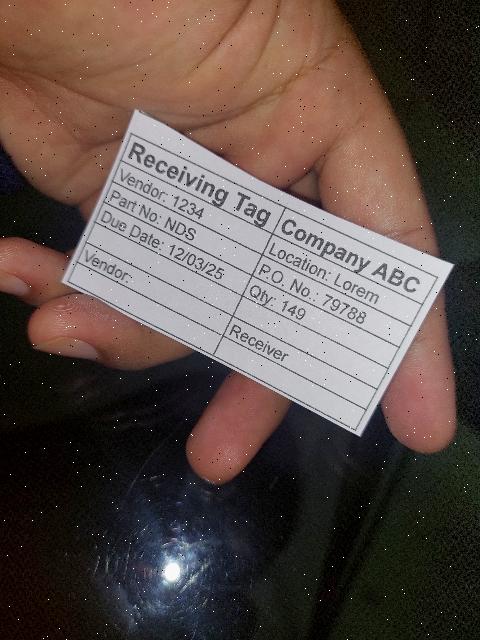 Receiving Tag Company ABC
Vendor: 1234 Location: Lorem
Part No: NDS P.O. No.: 79788
Due Date: 12/03/25 Qty: 149
Vendor: Receiver